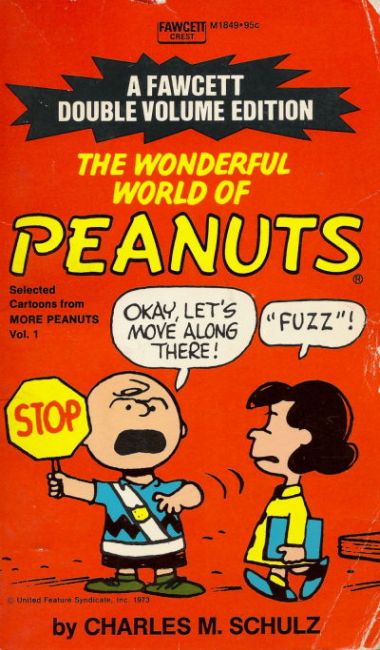 FAWCETT
CREST
M1849•95c
A FAWCETT
DOUBLE VOLUME EDITION
THE WONDERFUL
WORLD OF
PEANUTS®
Selected
Cartoons from
MORE PEANUTS
Vol. 1
OKAY, LET'S
MOVE ALONG
THERE!
"FUZZ"!
STOP
© United Feature Syndicate, Inc. 1973
by CHARLES M. SCHULZ